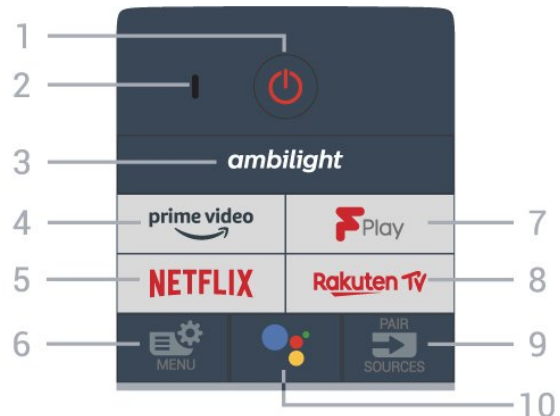 1
2
3
ambilight
4
prime video
F Play
7
5
NETFLIX
Rakuten TV
8
6
MENU
PAIR
SOURCES
9
10